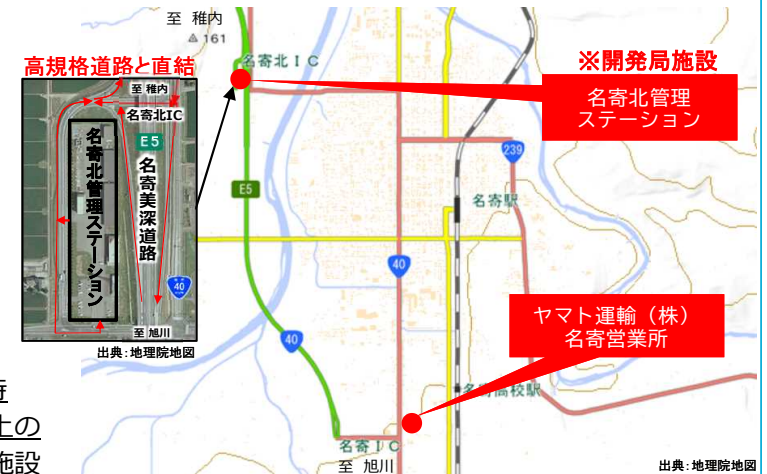 至 稚内
161
名寄北ＩＣ
高規格道路と直結
至 稚内
名寄北IC
E5
名寄美深道路
名寄北管理ステーション
40
至 旭川
出典：地理院地図
※開発局施設
名寄北管理
ステーション
239
E5
名寄駅
40
40
ヤマト運輸（株）
名寄営業所
名寄高校駅
名寄ＩＣ
至 旭川
出典：地理院地図
時
上の
施設